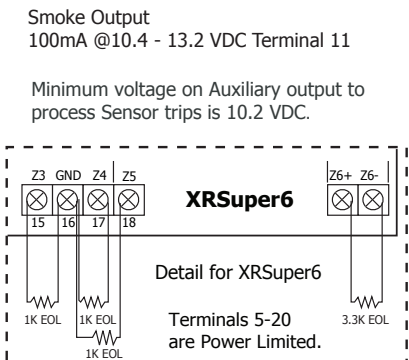 Smoke Output
100mA @10.4 - 13.2 VDC Terminal 11
Minimum voltage on Auxiliary output to
process Sensor trips is 10.2 VDC.
Z3 GND Z4 Z5
Z6+ Z6-
XRSuper6
15 16 17 18
Detail for XRSuper6
1K EOL 1K EOL
3.3K EOL
Terminals 5-20
are Power Limited.
1K EOL